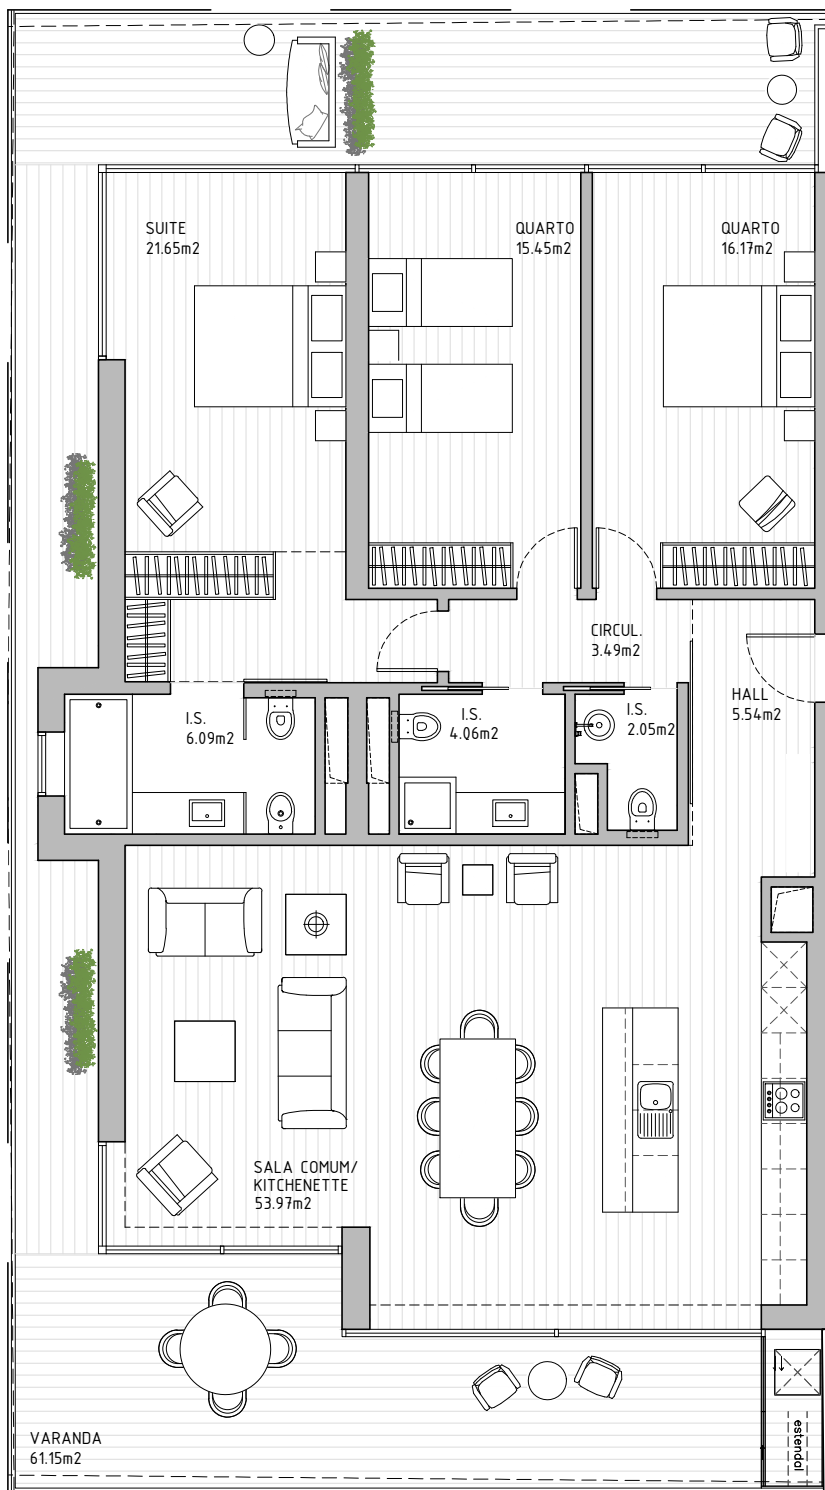 SUITE
21.65m2
QUARTO
15.45m2
QUARTO
16.17m2
CIRCUL.
3.49m2
HALL
5.54m2
I.S.
6.09m2
I.S.
4.06m2
I.S.
2.05m2
SALA COMUM/
KITCHENETTE
53.97m2
VARANDA
61.15m2
estendal